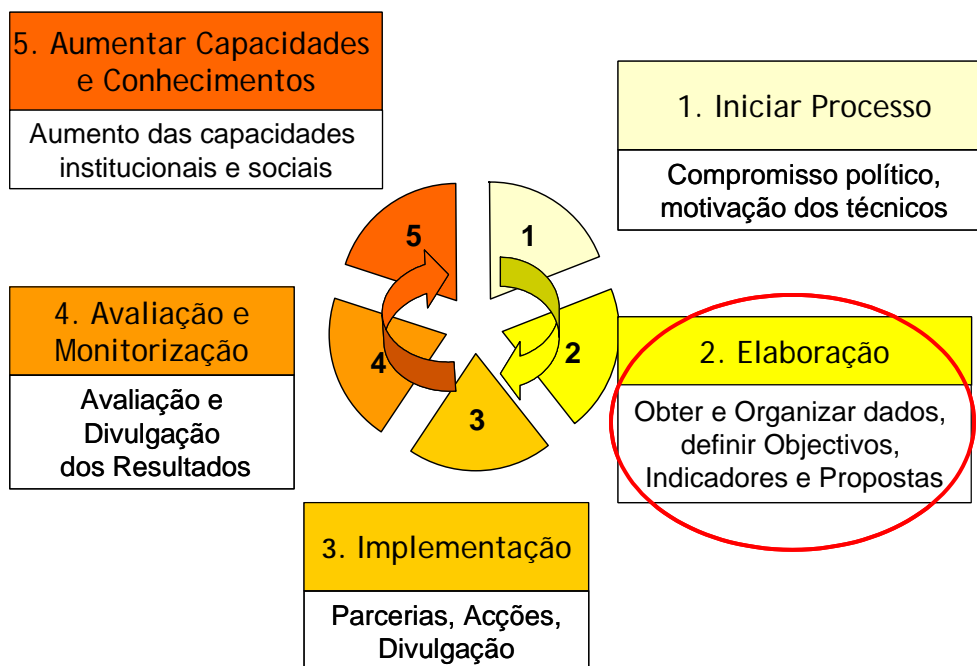 5. Aumentar Capacidades
e Conhecimentos
Aumento das capacidades
institucionais e sociais
1. Iniciar Processo
Compromisso político,
motivação dos técnicos
5
1
4
2
3
4. Avaliação e
Monitorização
Avaliação e
Divulgação
dos Resultados
2. Elaboração
Obter e Organizar dados,
definir Objectivos,
Indicadores e Propostas
3. Implementação
Parcerias, Acções,
Divulgação